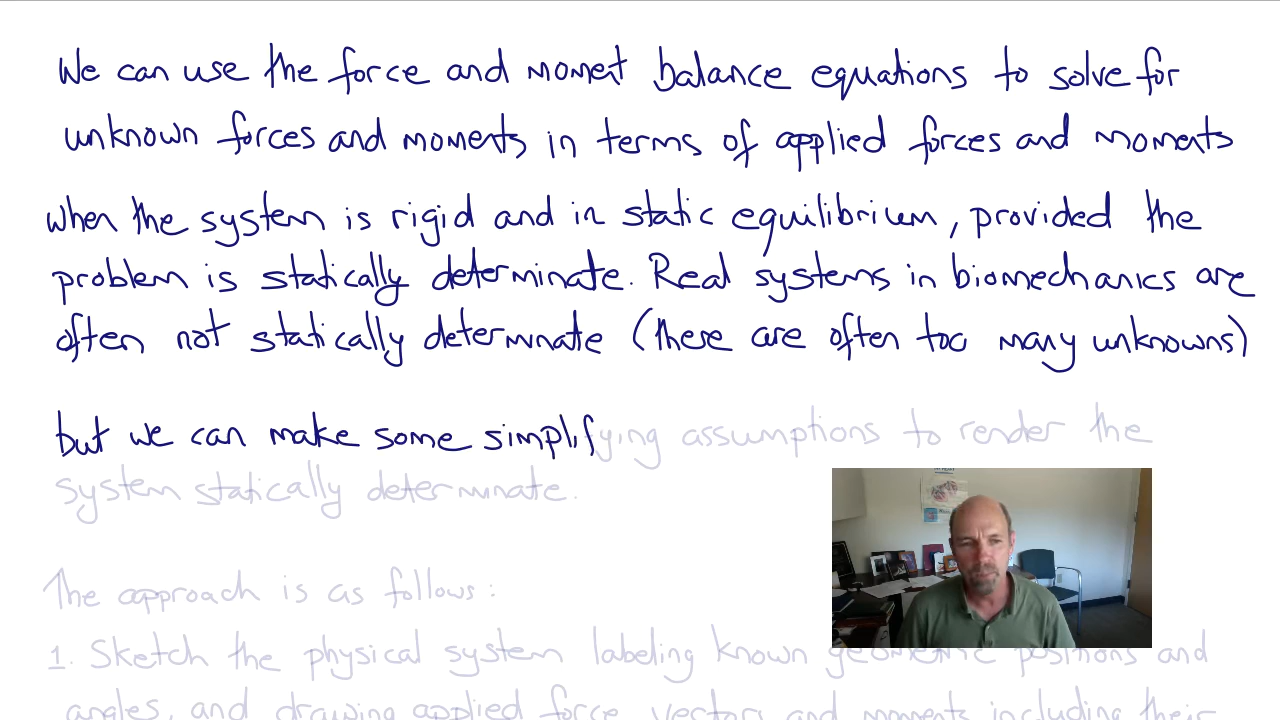 We can use the force and moment balance equations to solve for
unknown forces and moments in terms of applied forces and moments
when the system is rigid and in static equilibrium, provided the
problem is statically determinate. Real systems in biomechanics are
often not statically determinate (there are often too many unknowns)
but we can make some simplifying assumptions to render the
system statically determinate.
The approach is as follows:
1. Sketch the physical system labeling known geometric positions and
angles, and drawing applied force vectors and moments including their